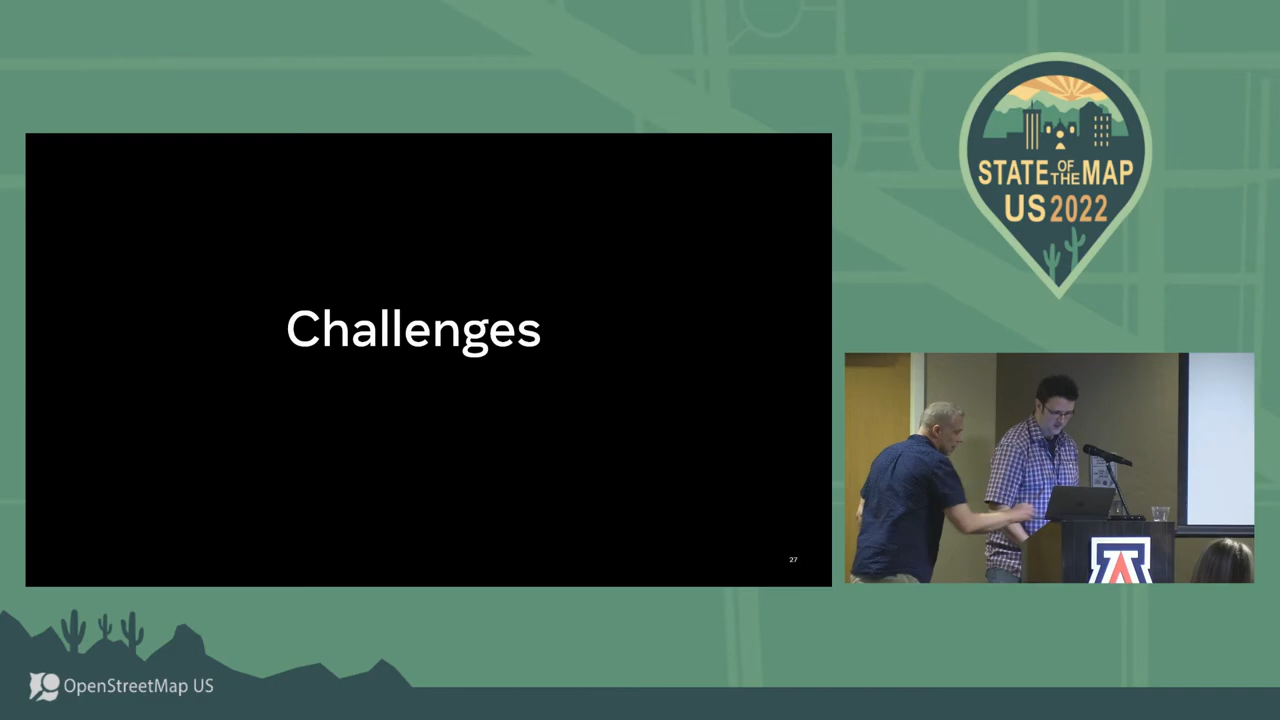 Challenges
27
STATE OF THE MAP
US 2022
OpenStreetMap US